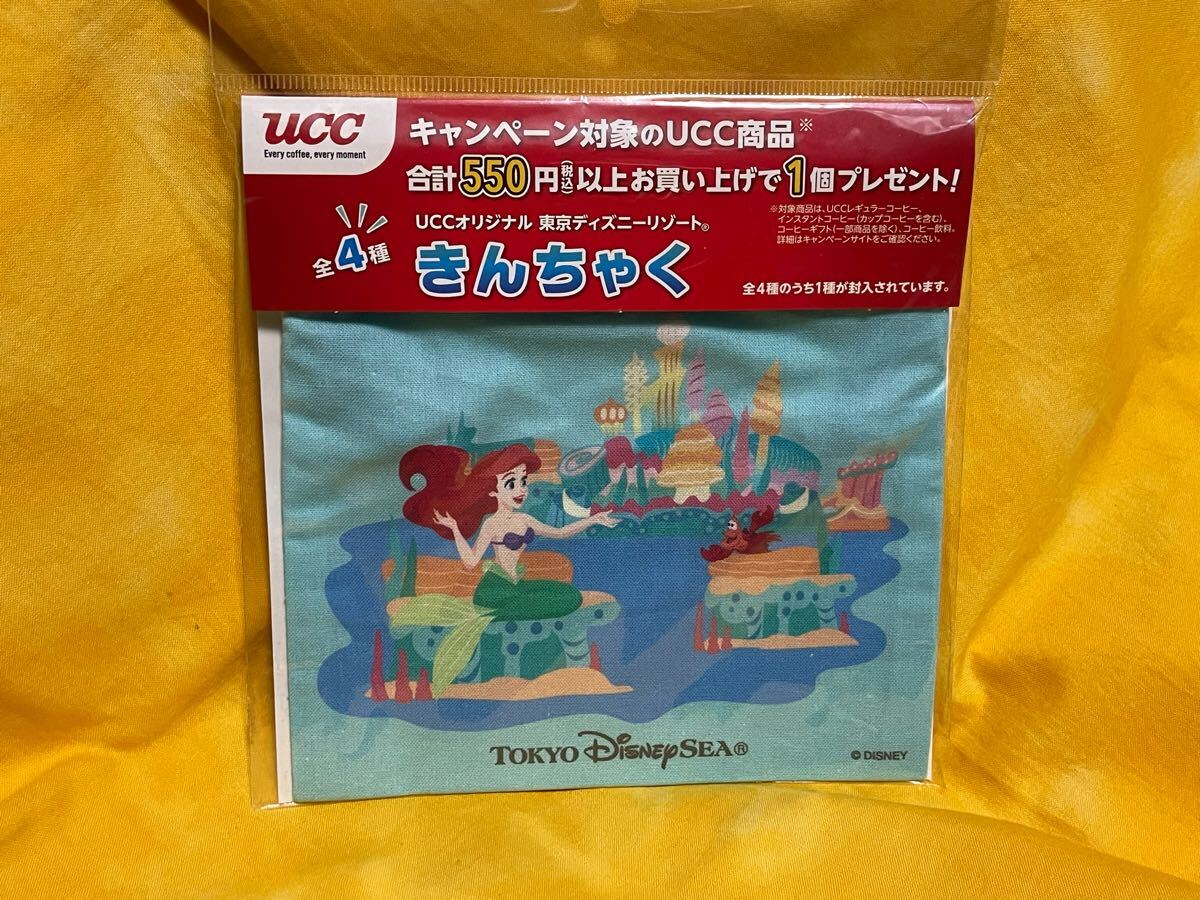 UCC
Every coffee, every moment
キャンペーン対象のUCC商品※
合計550円(税込)以上お買い上げで1個プレゼント!
※対象商品は、UCCレギュラーコーヒー、
インスタントコーヒー(カップコーヒーを含む)、
コーヒーギフト(一部商品を除く)、コーヒー飲料。
詳細はキャンペーンサイトをご確認ください。
全4種
UCCオリジナル 東京ディズニーリゾート®
きんちゃく
全4種のうち1種が封入されています。
TOKYO DISNEY SEA®
© DISNEY